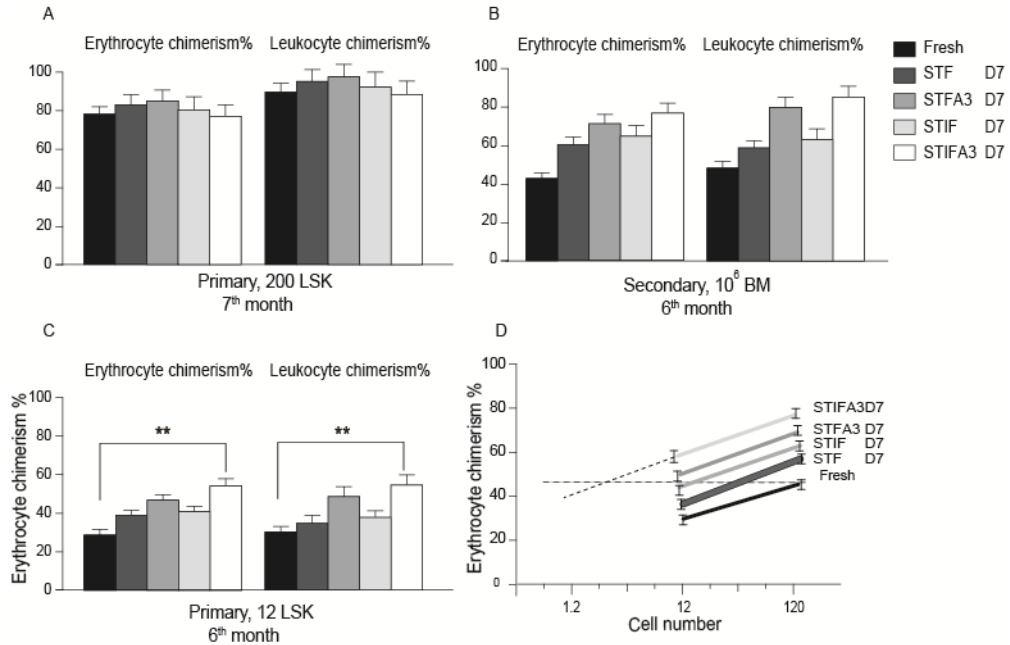 A
Erythrocyte chimerism% Leukocyte chimerism%
100
80
60
40
20
0
Primary, 200 LSK
7th month
B
Erythrocyte chimerism% Leukocyte chimerism%
100
80
60
40
20
0
Secondary, 10^6 BM
6th month
Fresh
STF D7
STFA3 D7
STIF D7
STIFA3 D7
C
Erythrocyte chimerism% Leukocyte chimerism%
Erythrocyte chimerism %
100
80
60
40
20
0
** **
Primary, 12 LSK
6th month
D
Erythrocyte chimerism %
100
80
60
40
20
0
STIFA3D7
STFA3 D7
STIF D7
STF D7
Fresh
1.2 12 120
Cell number